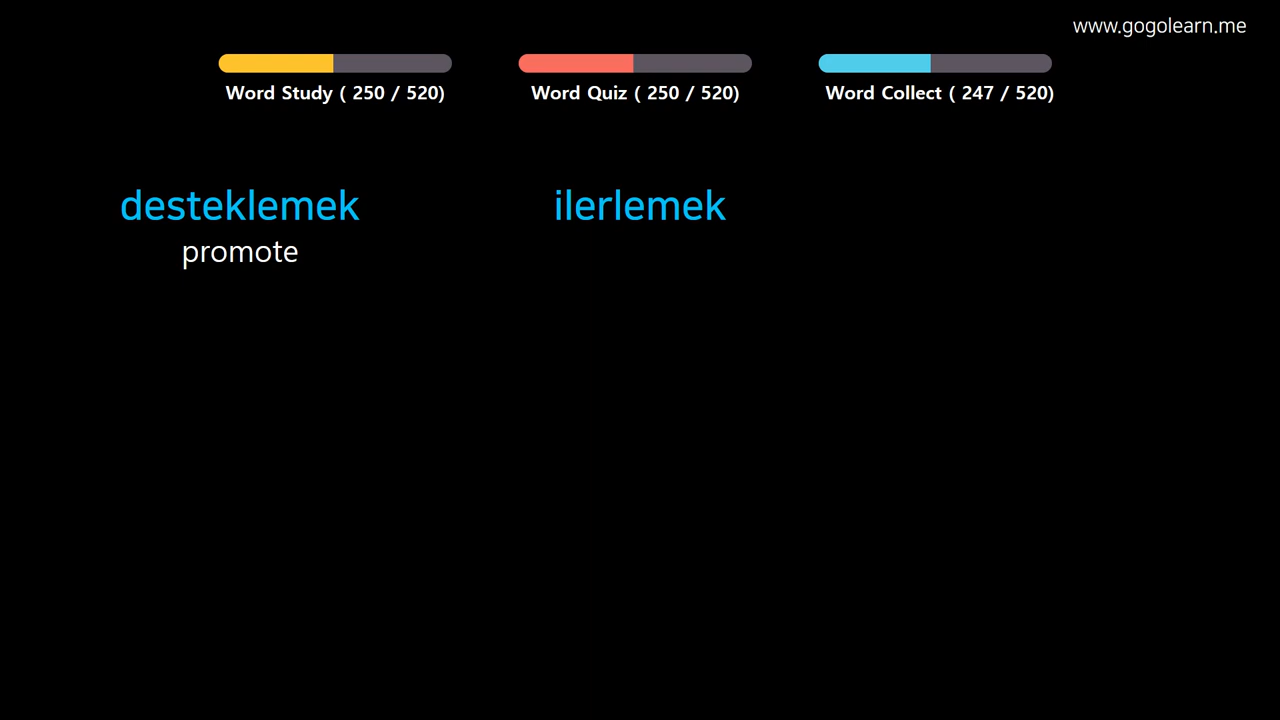 www.gogolearn.me
Word Study ( 250 / 520)
Word Quiz ( 250 / 520)
Word Collect ( 247 / 520)
desteklemek
promote
ilerlemek